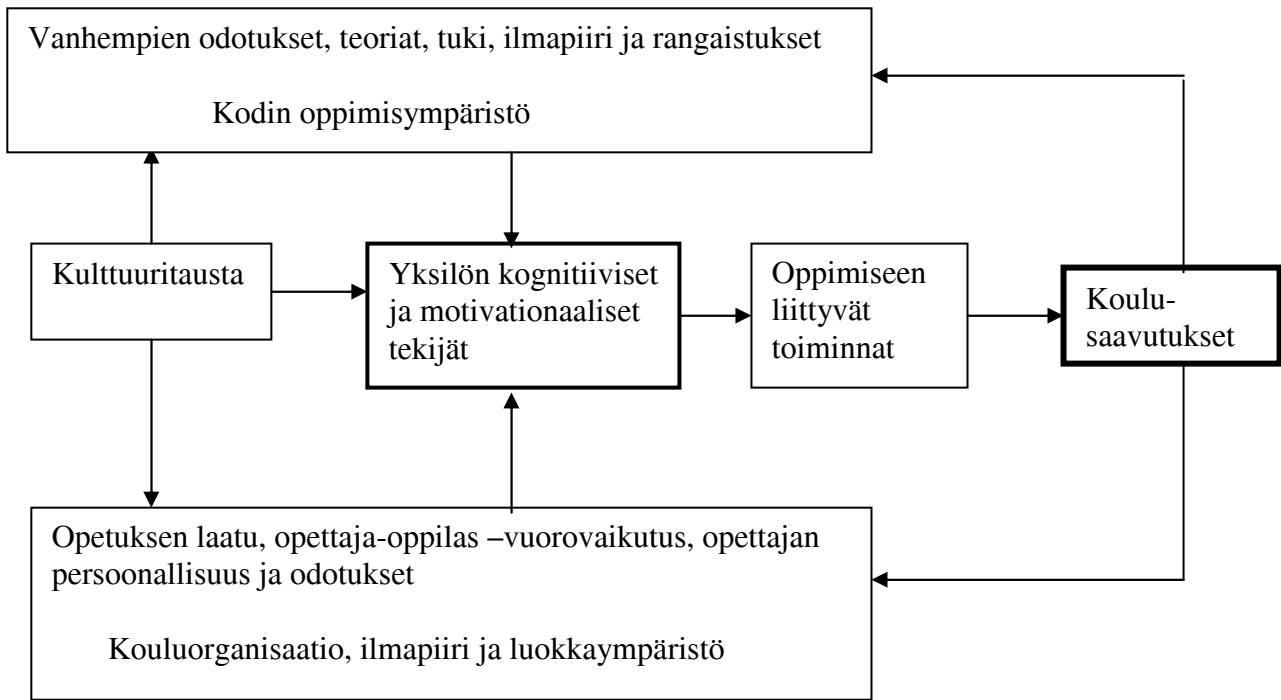 Vanhempien odotukset, teoriat, tuki, ilmapiiri ja rangaistukset
Kodin oppimisympäristö
Kulttuuritausta
Yksilön kognitiiviset
ja motivationaaliset
tekijät
Oppimiseen
liittyvät
toiminnat
Koulu-
saavutukset
Opetuksen laatu, opettaja-oppilas –vuorovaikutus, opettajan
persoonallisuus ja odotukset
Kouluorganisaatio, ilmapiiri ja luokkaympäristö